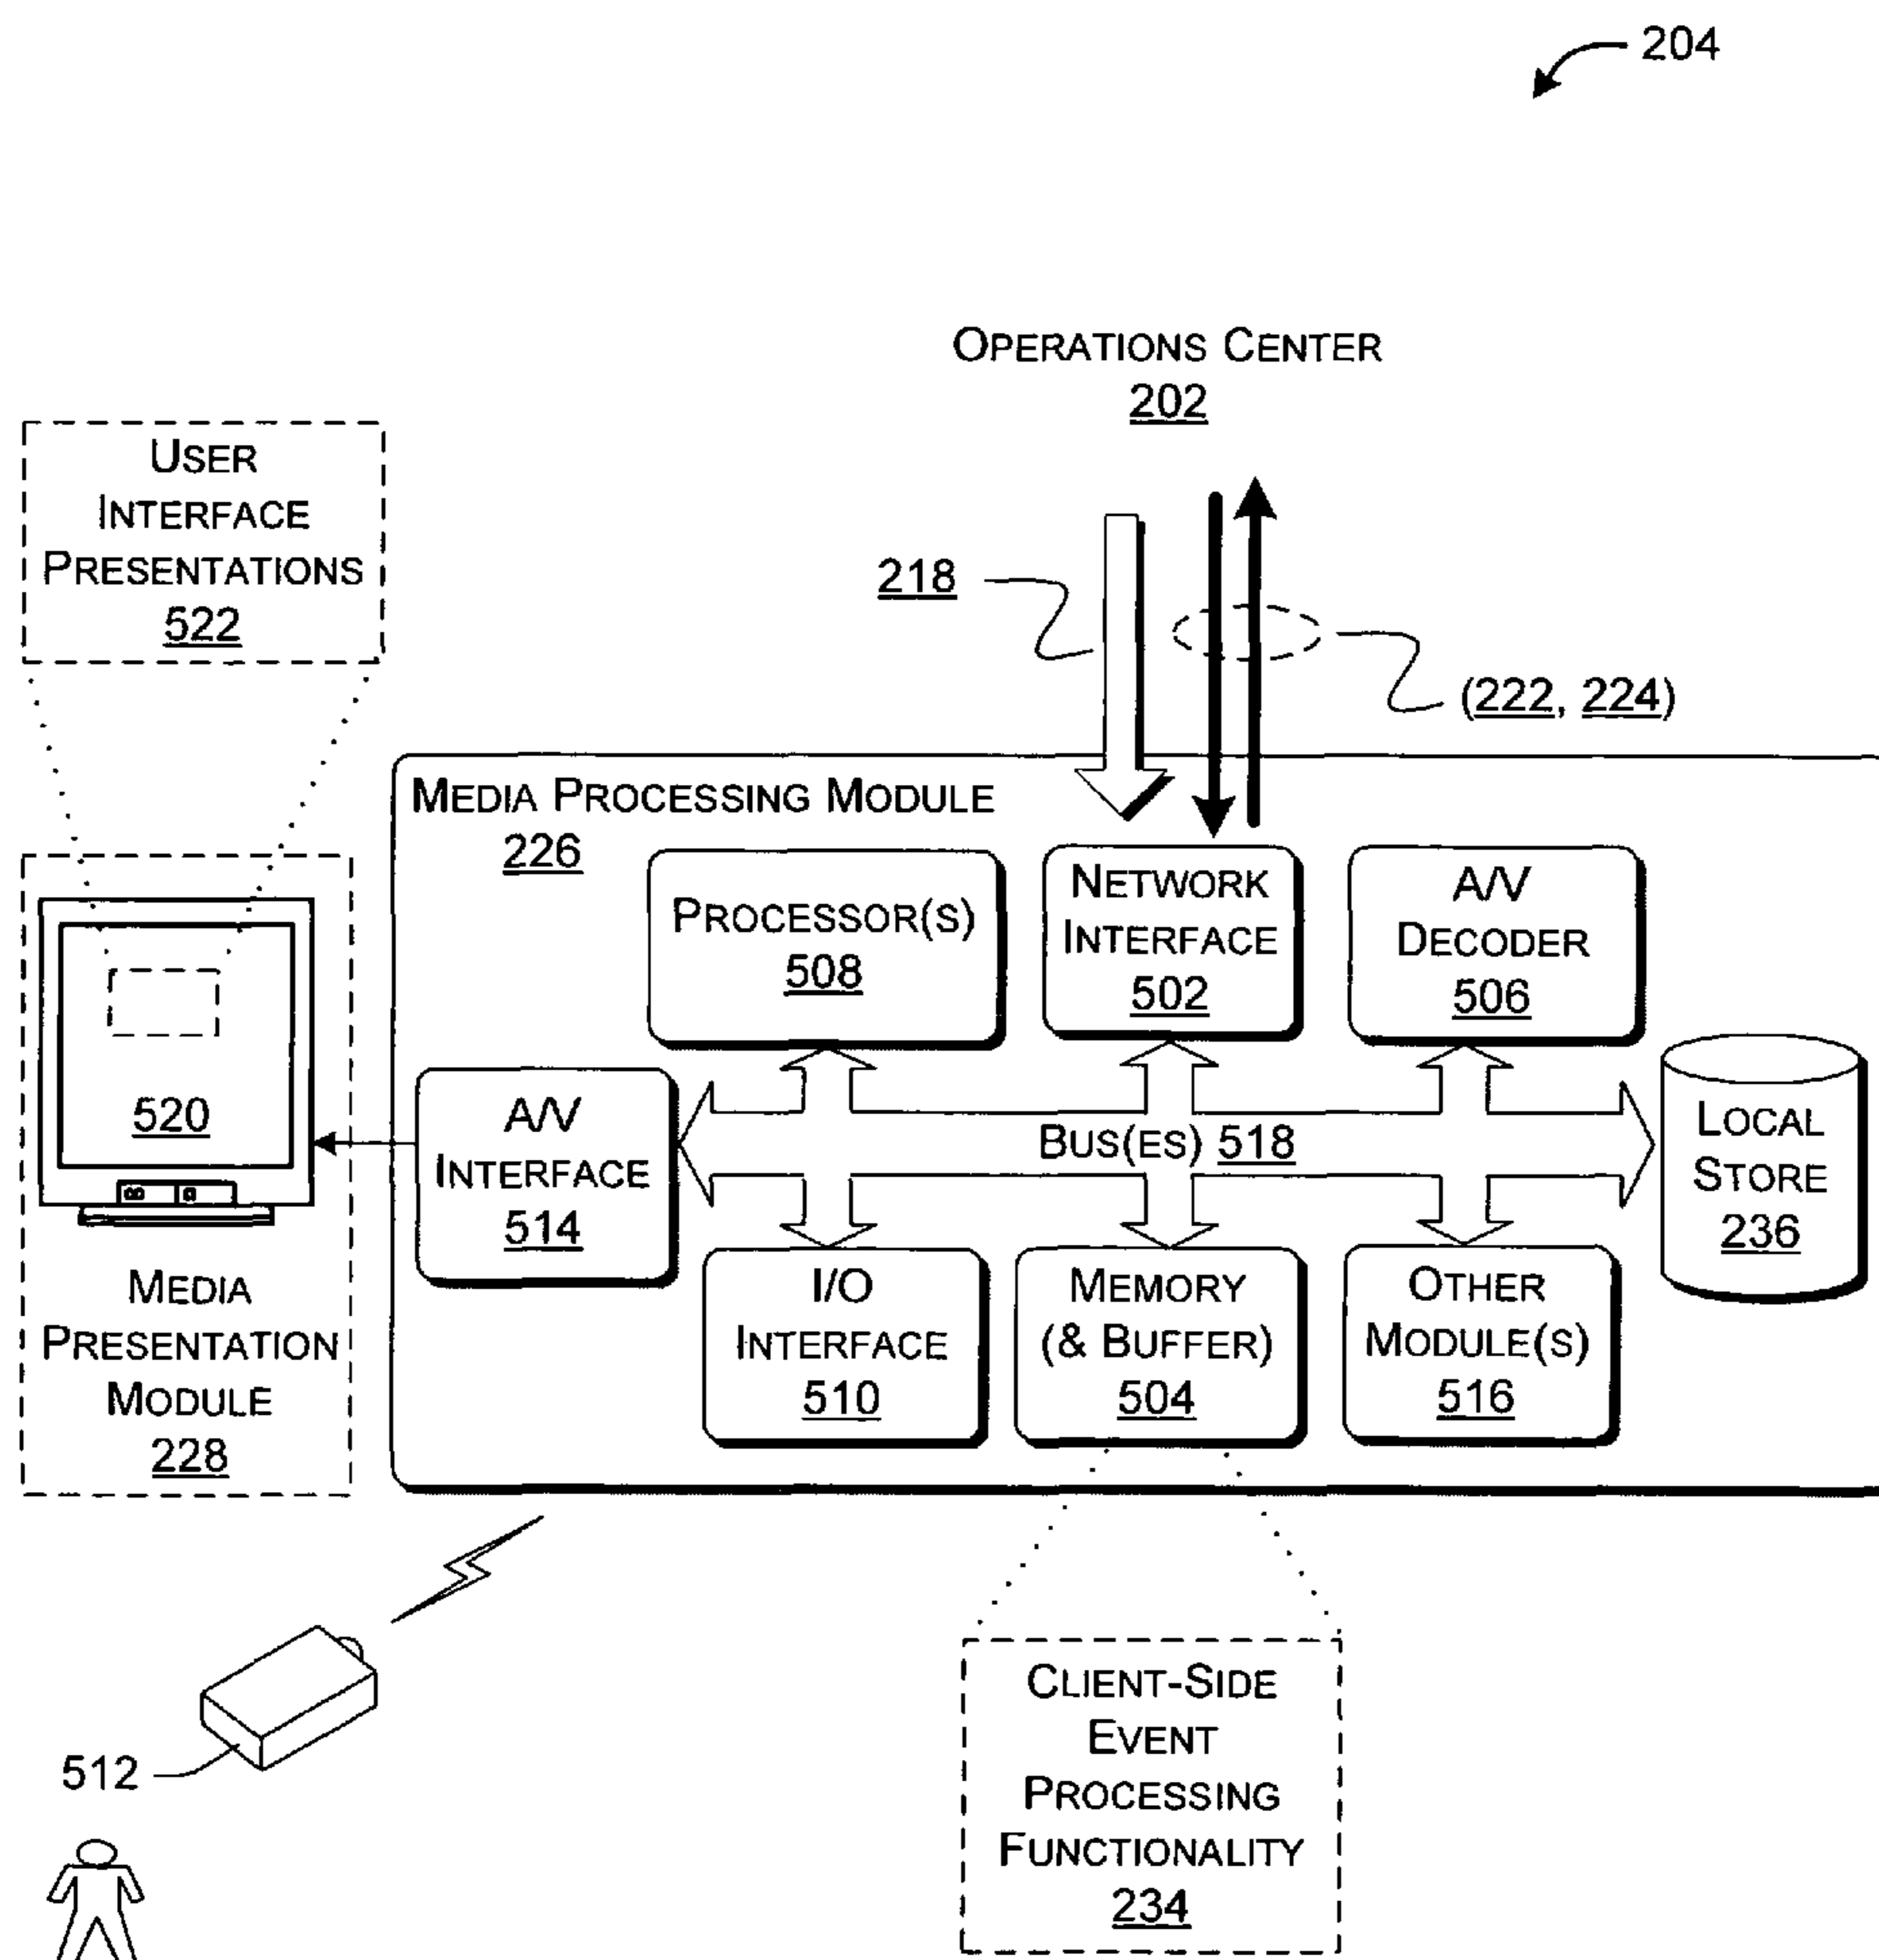 204
OPERATIONS CENTER
202
USER
INTERFACE
PRESENTATIONS
522
218
(222, 224)
MEDIA PROCESSING MODULE
226
PROCESSOR(S)
508
NETWORK
INTERFACE
502
A/V
DECODER
506
520
A/V
INTERFACE
514
BUS(ES) 518
LOCAL
STORE
236
MEDIA
PRESENTATION
MODULE
228
I/O
INTERFACE
510
MEMORY
(& BUFFER)
504
OTHER
MODULE(S)
516
512
CLIENT-SIDE
EVENT
PROCESSING
FUNCTIONALITY
234